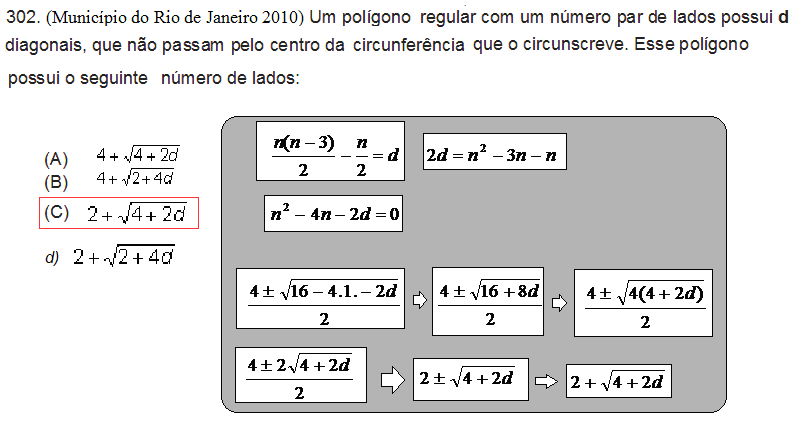 302. (Município do Rio de Janeiro 2010) Um polígono regular com um número par de lados possui d
diagonais, que não passam pelo centro da circunferência que o circunscreve. Esse polígono
possui o seguinte número de lados:
(A) 4 + √(4 + 2d)
(B) 4 + √(2 + 4d)
(C) 2 + √(4 + 2d)
d) 2 + √(2 + 4d)
n(n – 3)/2 – n/2 = d
2d = n² – 3n – n
n² – 4n – 2d = 0
(4 ± √(16 – 4.1.– 2d))/2 ⇨ (4 ± √(16 + 8d))/2 ⇨ (4 ± √(4(4 + 2d)))/2
(4 ± 2√(4 + 2d))/2 ⇨ 2 ± √(4 + 2d) ⇨ 2 + √(4 + 2d)